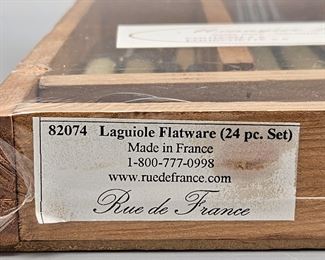 82074 Laguiole Flatware (24 pc. Set)
Made in France
1-800-777-0998
www.ruedefrance.com
Rue de France